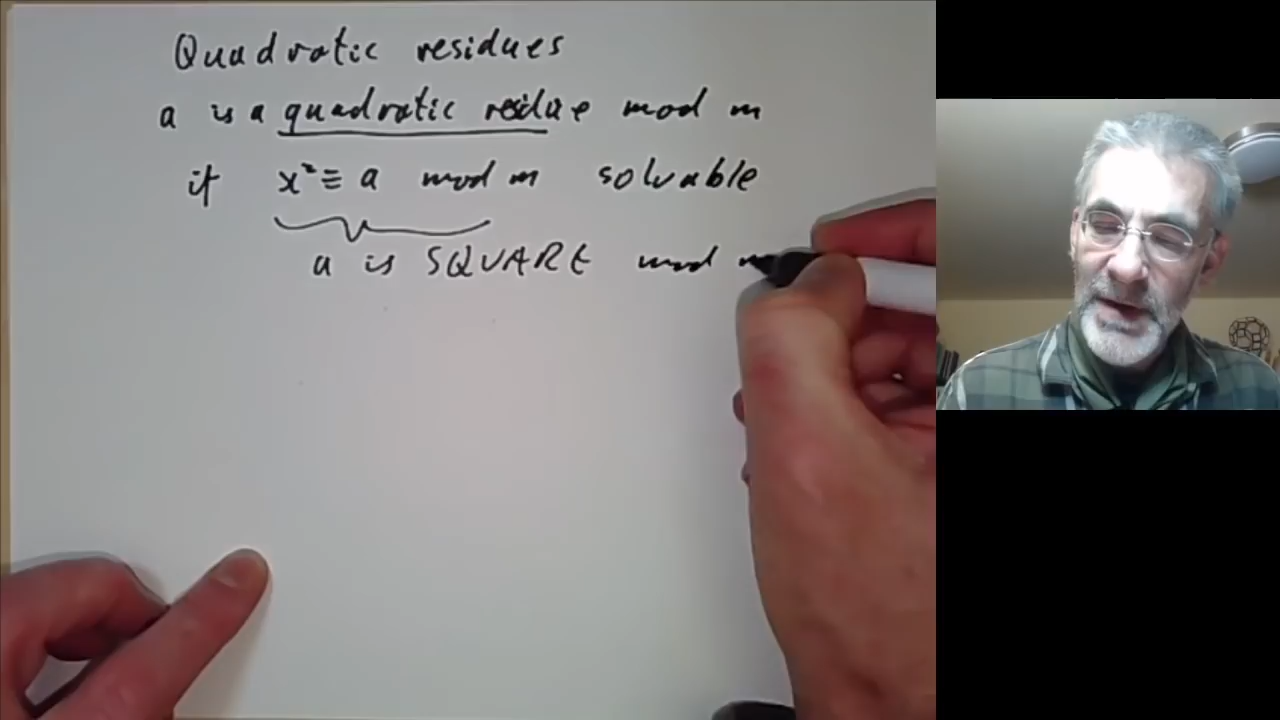 Quadratic residues
a is a quadratic residue mod m
if x² ≡ a mod m solvable
a is SQUARE mod m